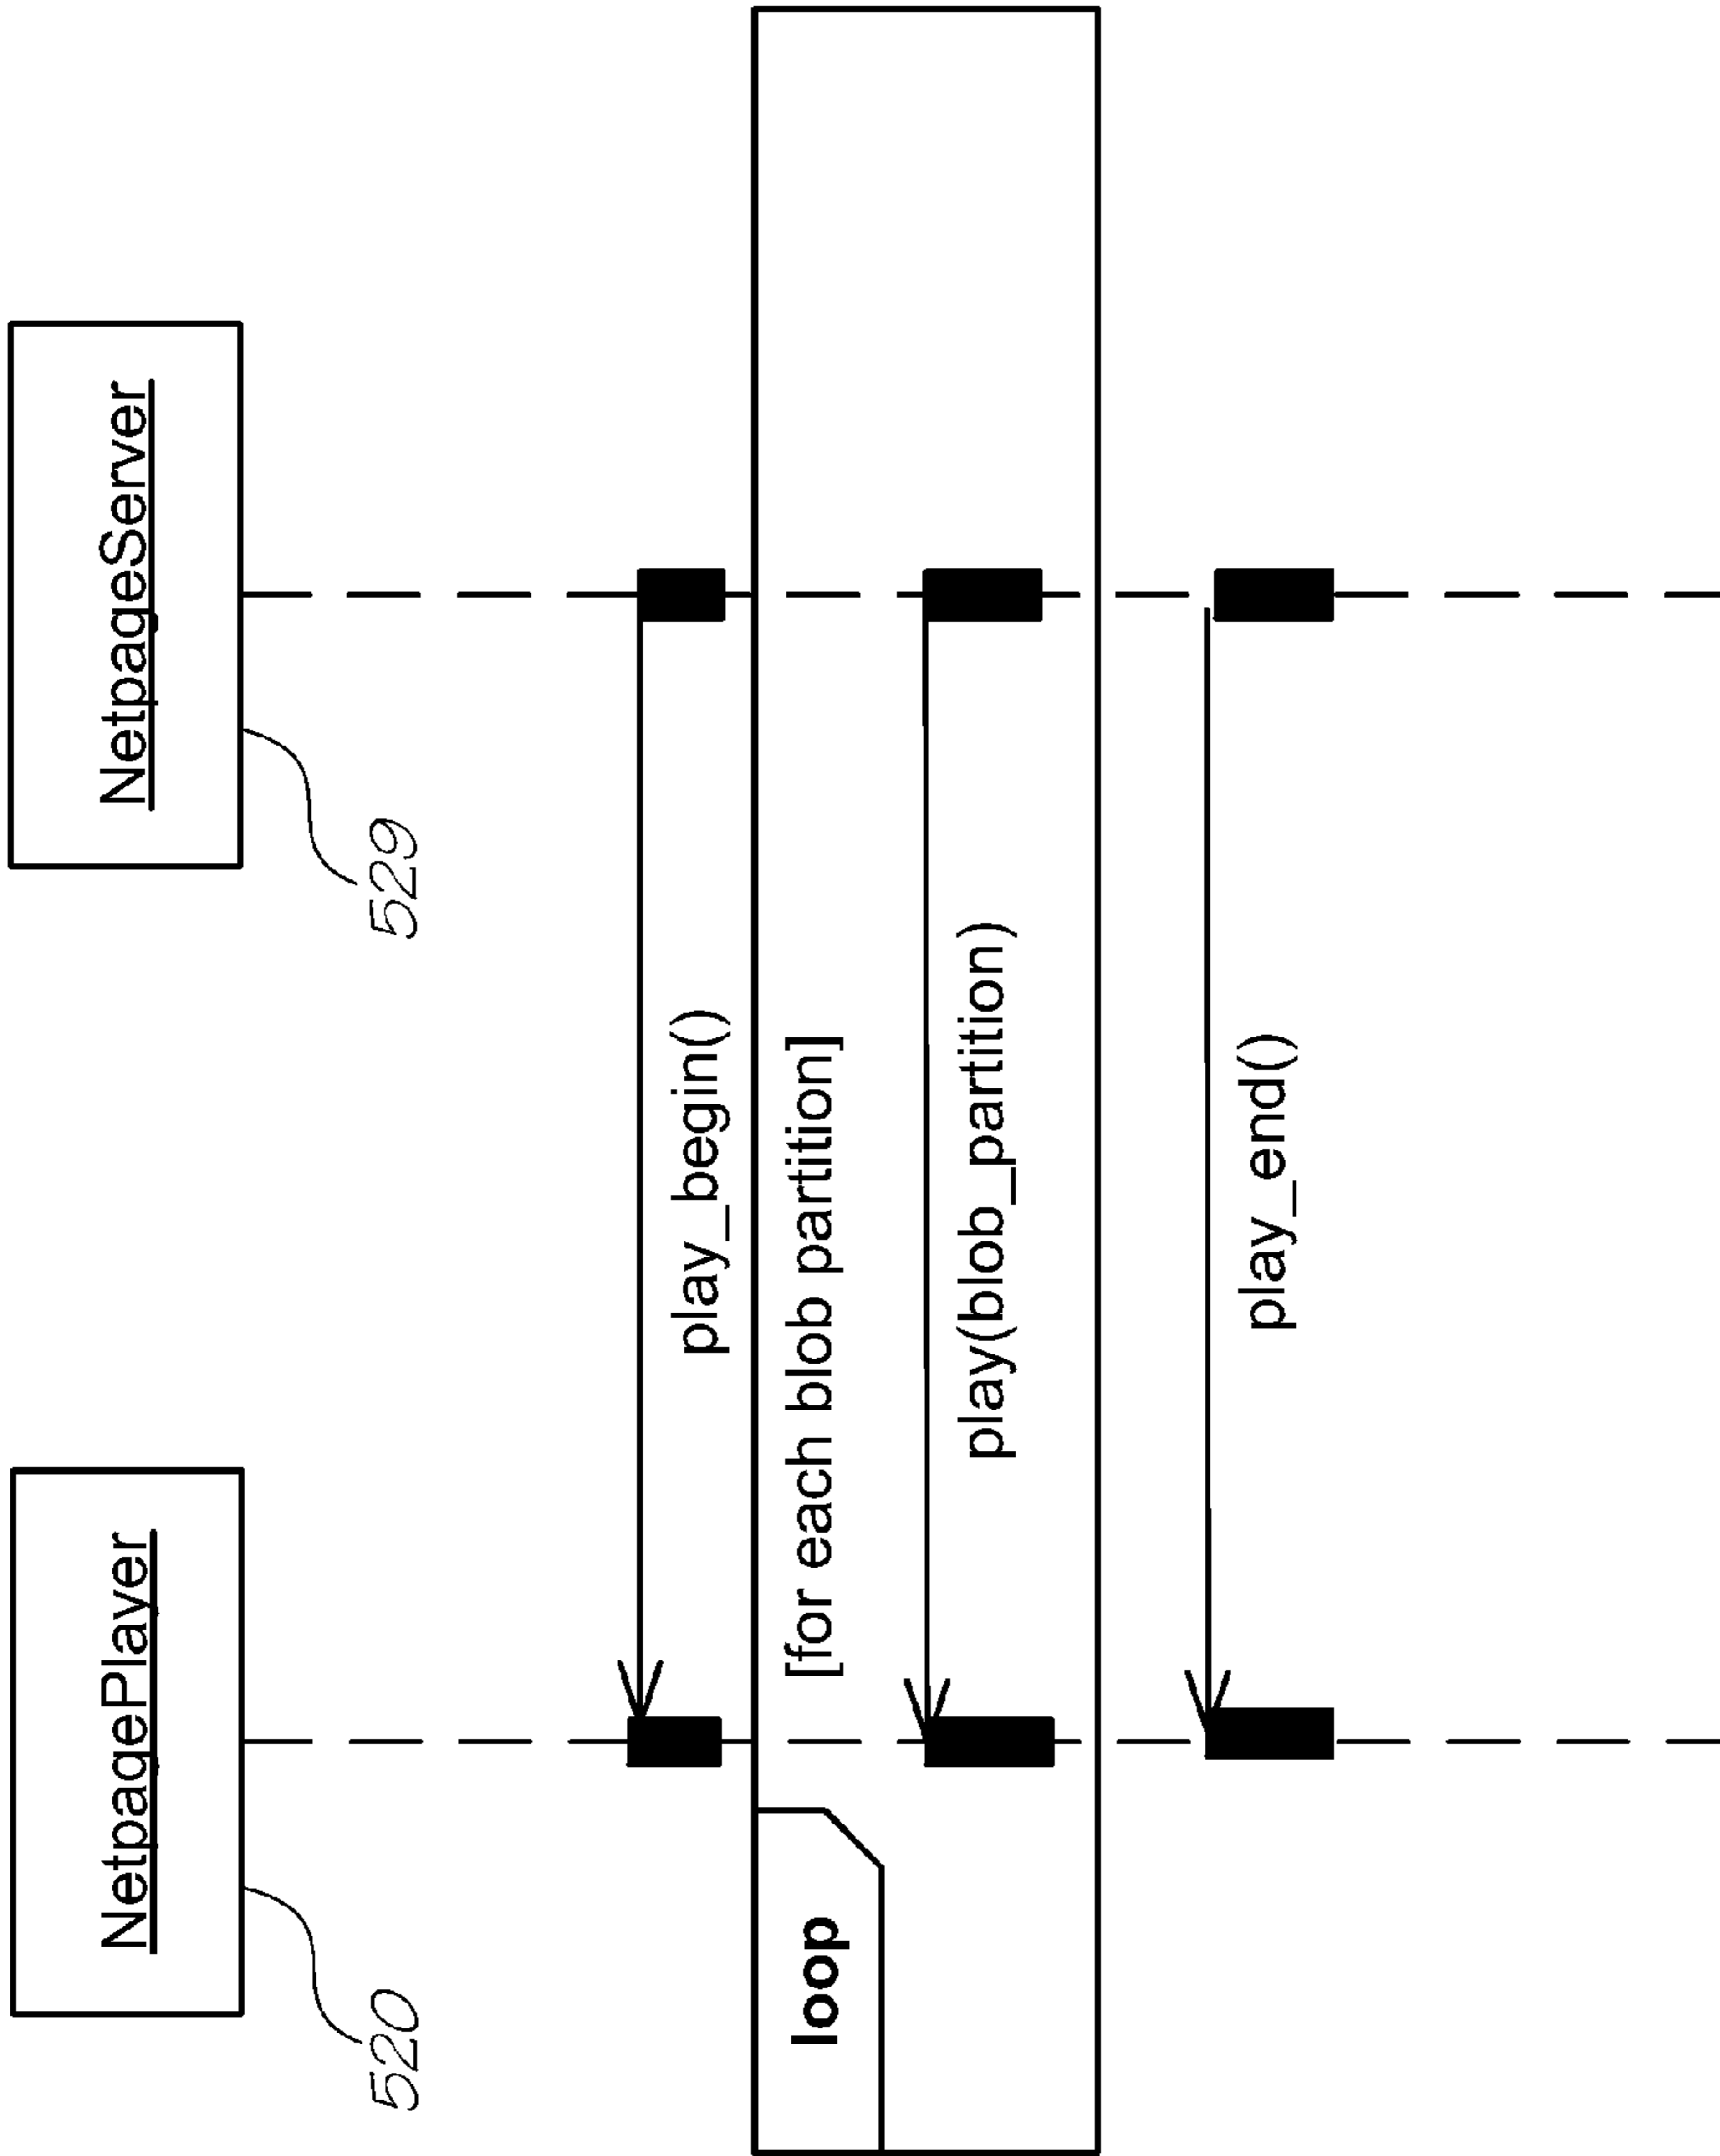 NetpagePlayer
NetpageServer
520
529
play_begin()
loop
[for each blob partition]
play(blob_partition)
play_end()